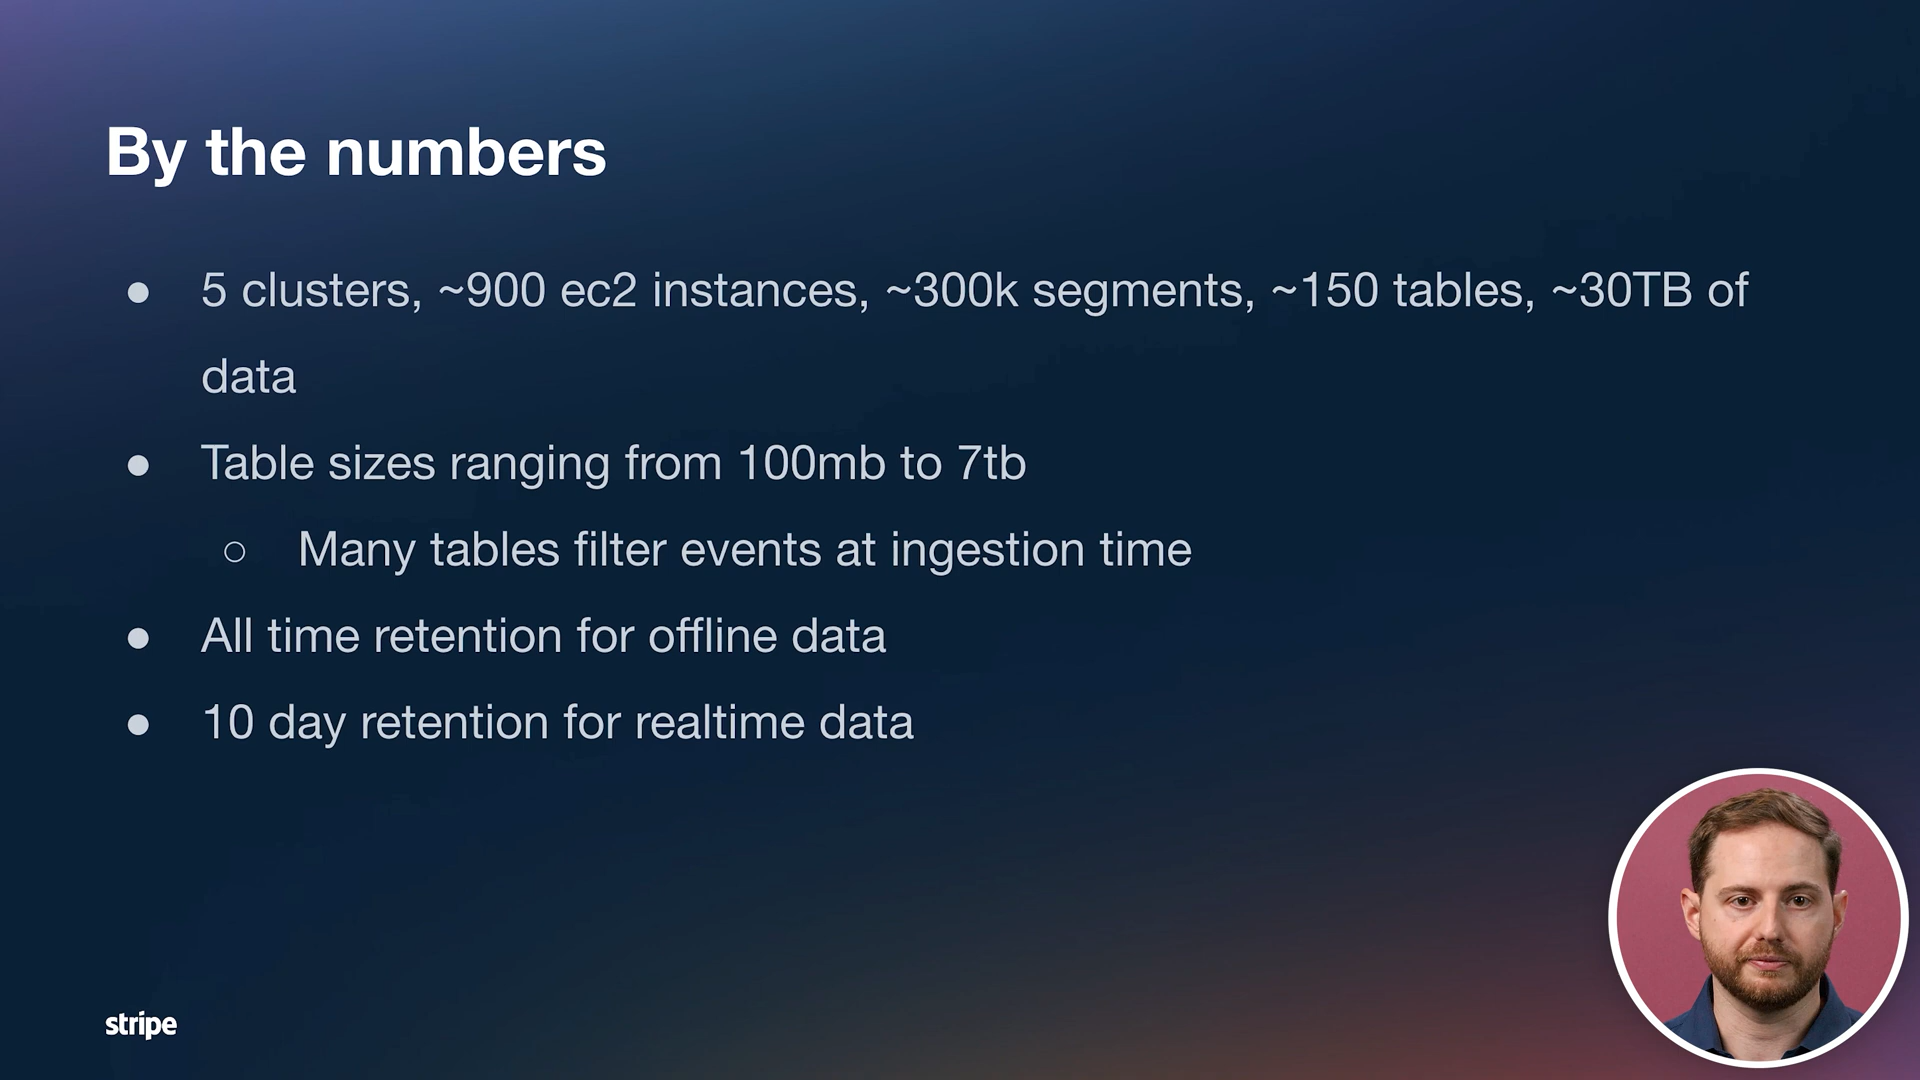 By the numbers
● 5 clusters, ~900 ec2 instances, ~300k segments, ~150 tables, ~30TB of
data
● Table sizes ranging from 100mb to 7tb
○ Many tables filter events at ingestion time
● All time retention for offline data
● 10 day retention for realtime data
stripe